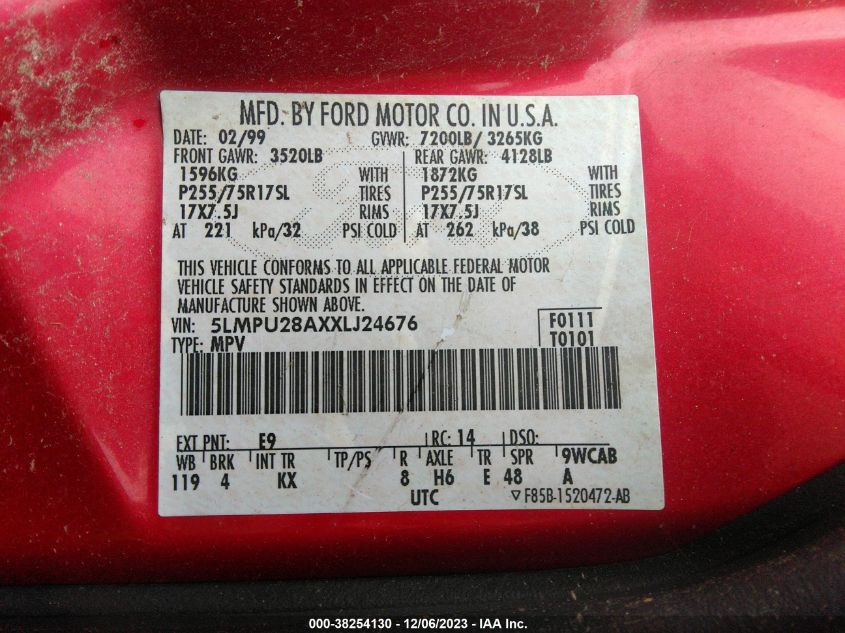 MFD. BY FORD MOTOR CO. IN U.S.A.
DATE: 02/99 GVWR: 7200LB/ 3265KG
FRONT GAWR: 3520LB REAR GAWR: 4128LB
1596KG WITH 1872KG WITH
P255/75R17SL TIRES P255/75R17SL TIRES
17X7.5J RIMS 17X7.5J RIMS
AT 221 kPa/32 PSI COLD AT 262 kPa/38 PSI COLD
THIS VEHICLE CONFORMS TO ALL APPLICABLE FEDERAL MOTOR
VEHICLE SAFETY STANDARDS IN EFFECT ON THE DATE OF
MANUFACTURE SHOWN ABOVE.
VIN: 5LMPU28AXXLJ24676 F0111
TYPE: MPV T0101
EXT PNT: E9 RC: 14 DSO:
WB BRK INT TR TP/PS R AXLE TR SPR 9WCAB
119 4 KX 8 H6 E 48 A
UTC ▽ F85B-1520472-AB
000-38254130 - 12/06/2023 - IAA Inc.